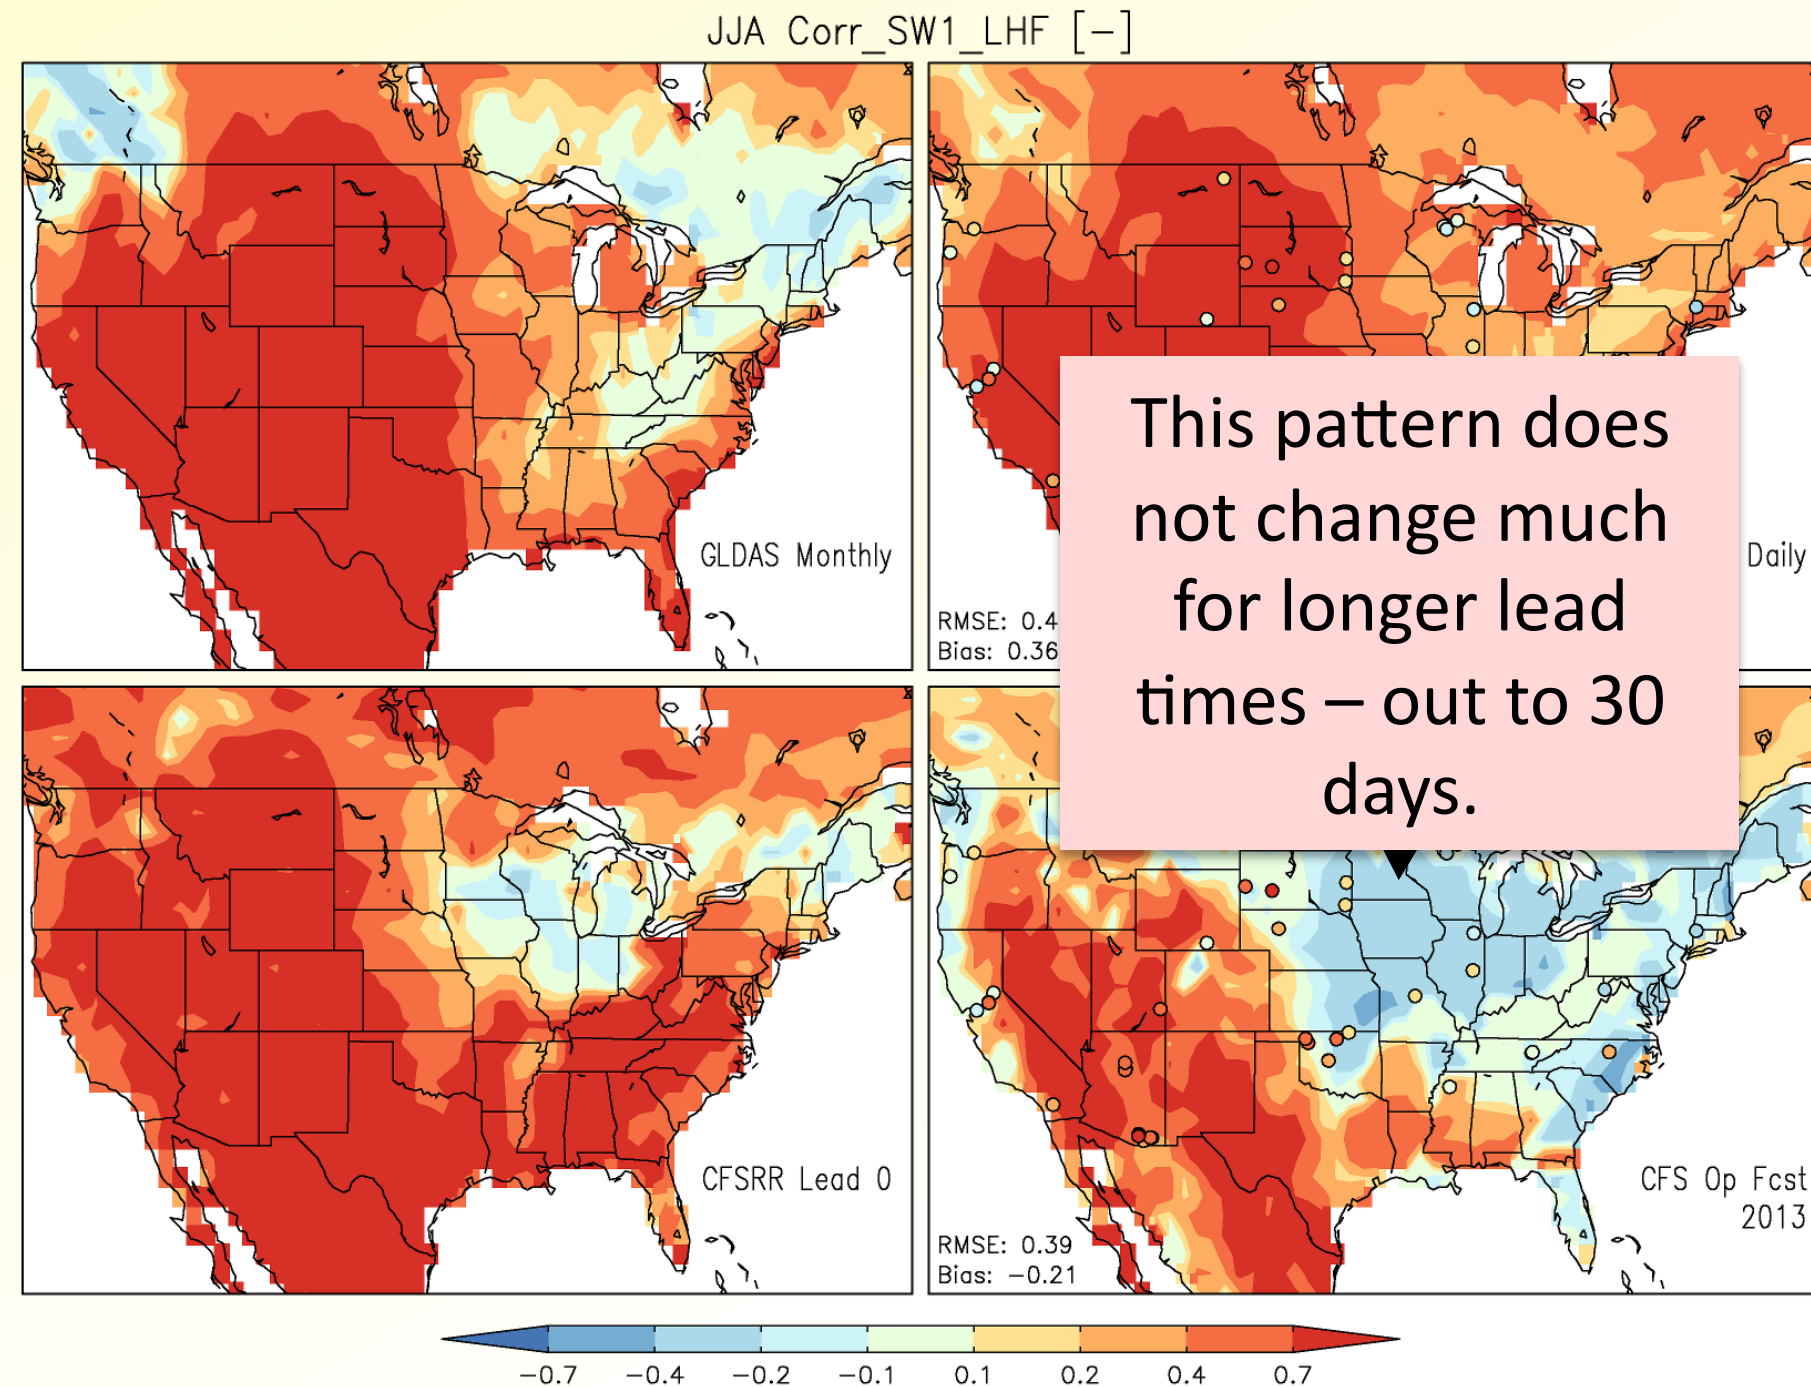 JJA Corr_SW1_LHF [−]
GLDAS Monthly
Daily
RMSE: 0.4
Bias: 0.36
This pattern does
not change much
for longer lead
times – out to 30
days.
CFSRR Lead 0
CFS Op Fcst
2013
RMSE: 0.39
Bias: −0.21
−0.7 −0.4 −0.2 −0.1 0.1 0.2 0.4 0.7